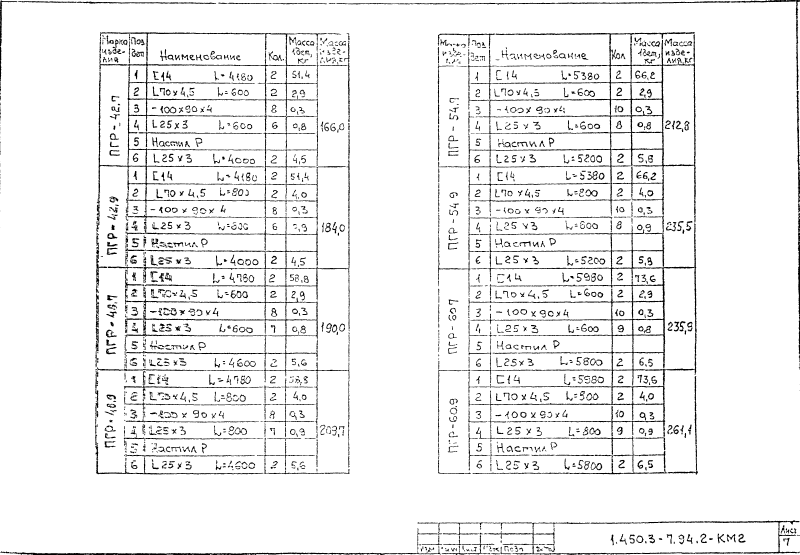 Марка изделия Поз дет Наименование Кол. Масса 1дет, кг Масса изделия, кг
ПГР-42.7 166,0
1 [14 L=4180 2 51,4
2 L70×4,5 L=600 2 2,9
3 -100×90×4 8 0,3
4 L25×3 L=600 6 0,8
5 Настил Р
6 L25×3 L=4000 2 4,5
ПГР-42.9 184,0
1 [14 L=4180 2 51,4
2 L70×4,5 L=800 2 4,0
3 -100×90×4 8 0,3
4 L25×3 L=800 6 0,9
5 Настил Р
6 L25×3 L=4000 2 4,5
ПГР-48.7 190,0
1 [14 L=4780 2 58,8
2 L70×4,5 L=600 2 2,9
3 -100×90×4 8 0,3
4 L25×3 L=600 7 0,8
5 Настил Р
6 L25×3 L=4600 2 5,6
ПГР-48.9 209,7
1 [14 L=4780 2 58,8
2 L70×4,5 L=800 2 4,0
3 -100×90×4 8 0,3
4 L25×3 L=800 7 0,9
5 Настил Р
6 L25×3 L=4600 2 5,6
Марка изделия Поз дет Наименование Кол Масса 1дет, кг Масса изделия, кг
ПГР-54.7 212,8
1 [14 L=5380 2 66,2
2 L70×4,5 L=600 2 2,9
3 -100×90×4 10 0,3
4 L25×3 L=600 8 0,8
5 Настил Р
6 L25×3 L=5200 2 5,8
ПГР-54.9 235,5
1 [14 L=5380 2 66,2
2 L70×4,5 L=800 2 4,0
3 -100×90×4 10 0,3
4 L25×3 L=800 8 0,9
5 Настил Р
6 L25×3 L=5200 2 5,8
ПГР-60.7 235,9
1 [14 L=5980 2 73,6
2 L70×4,5 L=600 2 2,9
3 -100×90×4 10 0,3
4 L25×3 L=600 9 0,8
5 Настил Р
6 L25×3 L=5800 2 6,5
ПГР-60.9 261,1
1 [14 L=5980 2 73,6
2 L70×4,5 L=900 2 4,0
3 -100×90×4 10 0,3
4 L25×3 L=800 9 0,9
5 Настил Р
6 L25×3 L=5800 2 6,5
1.450.3-7.94.2-КМ2
Лист
7